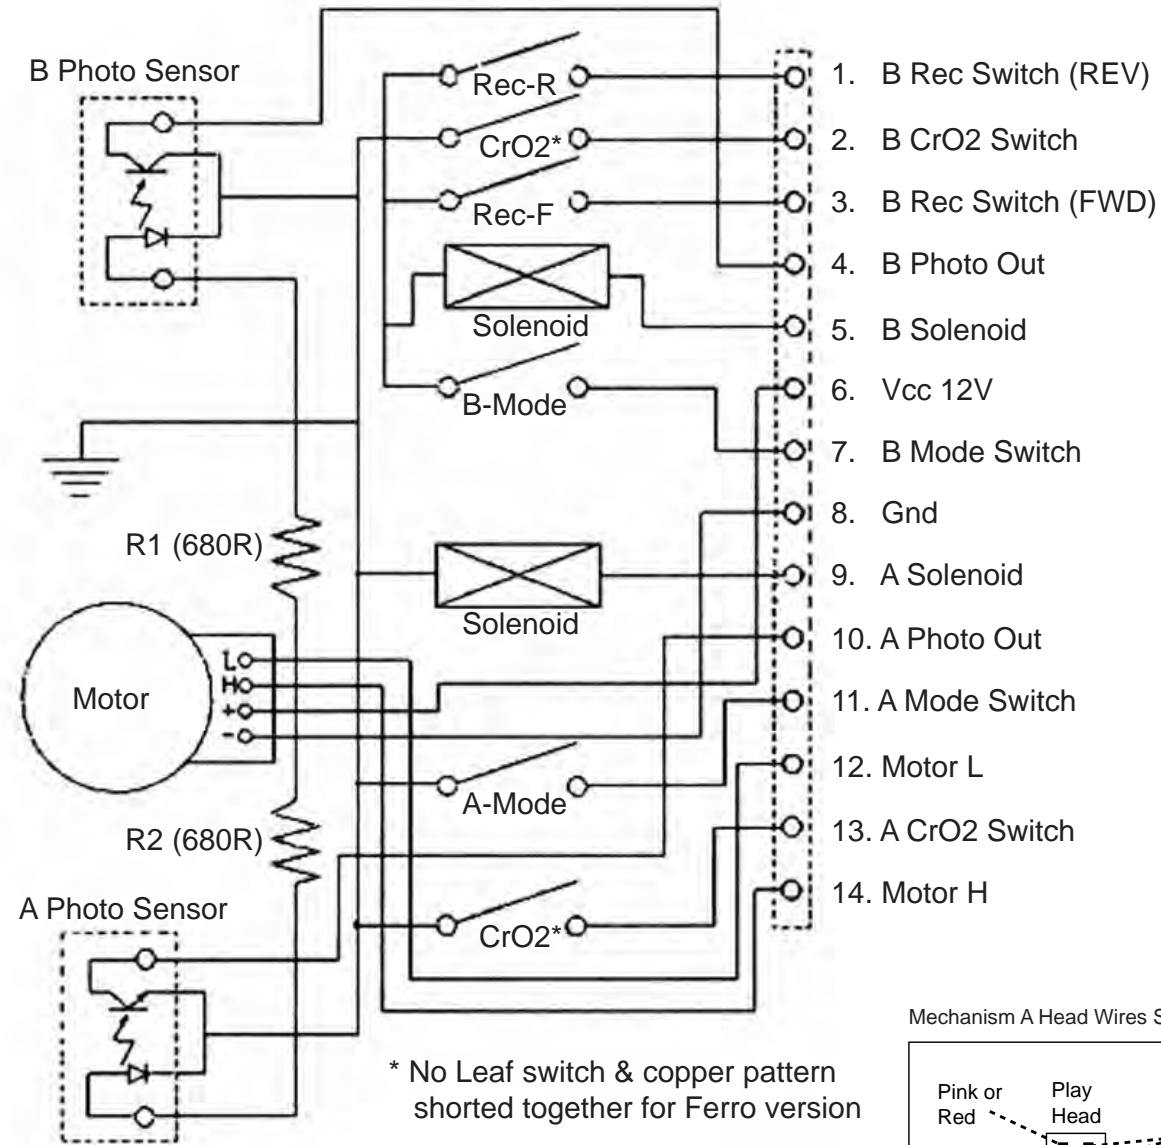 B Photo Sensor
Rec-R
CrO2*
Rec-F
Solenoid
B-Mode
1. B Rec Switch (REV)
2. B CrO2 Switch
3. B Rec Switch (FWD)
4. B Photo Out
5. B Solenoid
6. Vcc 12V
7. B Mode Switch
8. Gnd
9. A Solenoid
10. A Photo Out
11. A Mode Switch
12. Motor L
13. A CrO2 Switch
14. Motor H
R1 (680R)
Solenoid
Motor
L
H
+
-
A-Mode
R2 (680R)
CrO2*
A Photo Sensor
* No Leaf switch & copper pattern
shorted together for Ferro version
Mechanism A Head Wires S
Pink or
Red
Play
Head